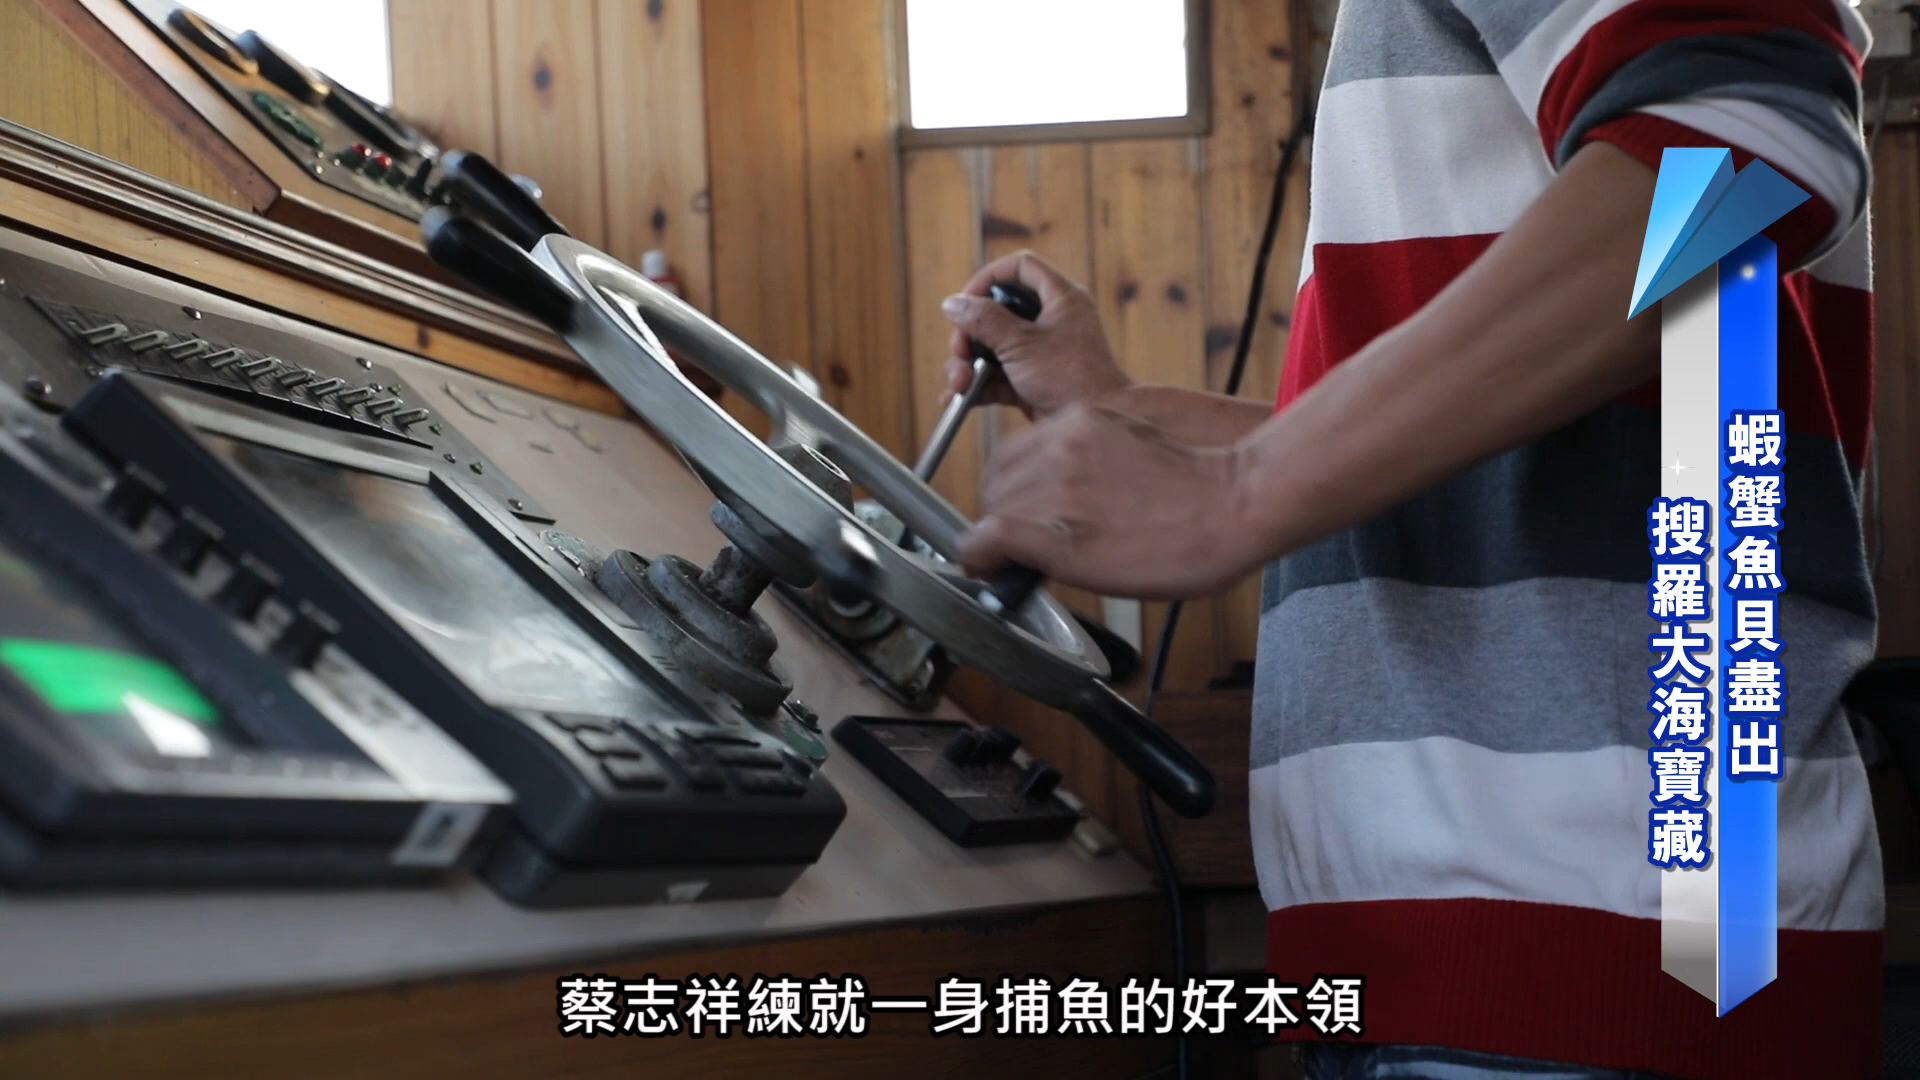 蝦蟹魚貝盡出
搜羅大海寶藏
蔡志祥練就一身捕魚的好本領